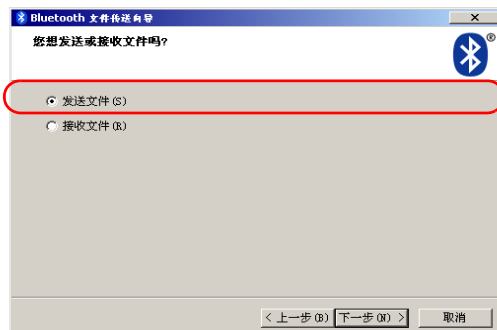 Bluetooth 文件传送向导
您想发送或接收文件吗?
®
发送文件(S)
接收文件(R)
< 上一步(B) 下一步(N) > 取消